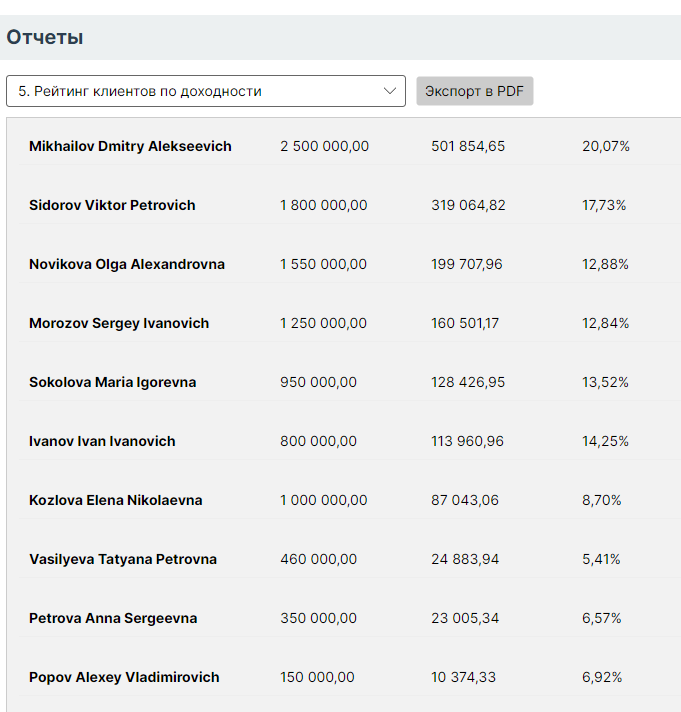 Отчеты
5. Рейтинг клиентов по доходности Экспорт в PDF
Mikhailov Dmitry Alekseevich 2 500 000,00 501 854,65 20,07%
Sidorov Viktor Petrovich 1 800 000,00 319 064,82 17,73%
Novikova Olga Alexandrovna 1 550 000,00 199 707,96 12,88%
Morozov Sergey Ivanovich 1 250 000,00 160 501,17 12,84%
Sokolova Maria Igorevna 950 000,00 128 426,95 13,52%
Ivanov Ivan Ivanovich 800 000,00 113 960,96 14,25%
Kozlova Elena Nikolaevna 1 000 000,00 87 043,06 8,70%
Vasilyeva Tatyana Petrovna 460 000,00 24 883,94 5,41%
Petrova Anna Sergeevna 350 000,00 23 005,34 6,57%
Popov Alexey Vladimirovich 150 000,00 10 374,33 6,92%